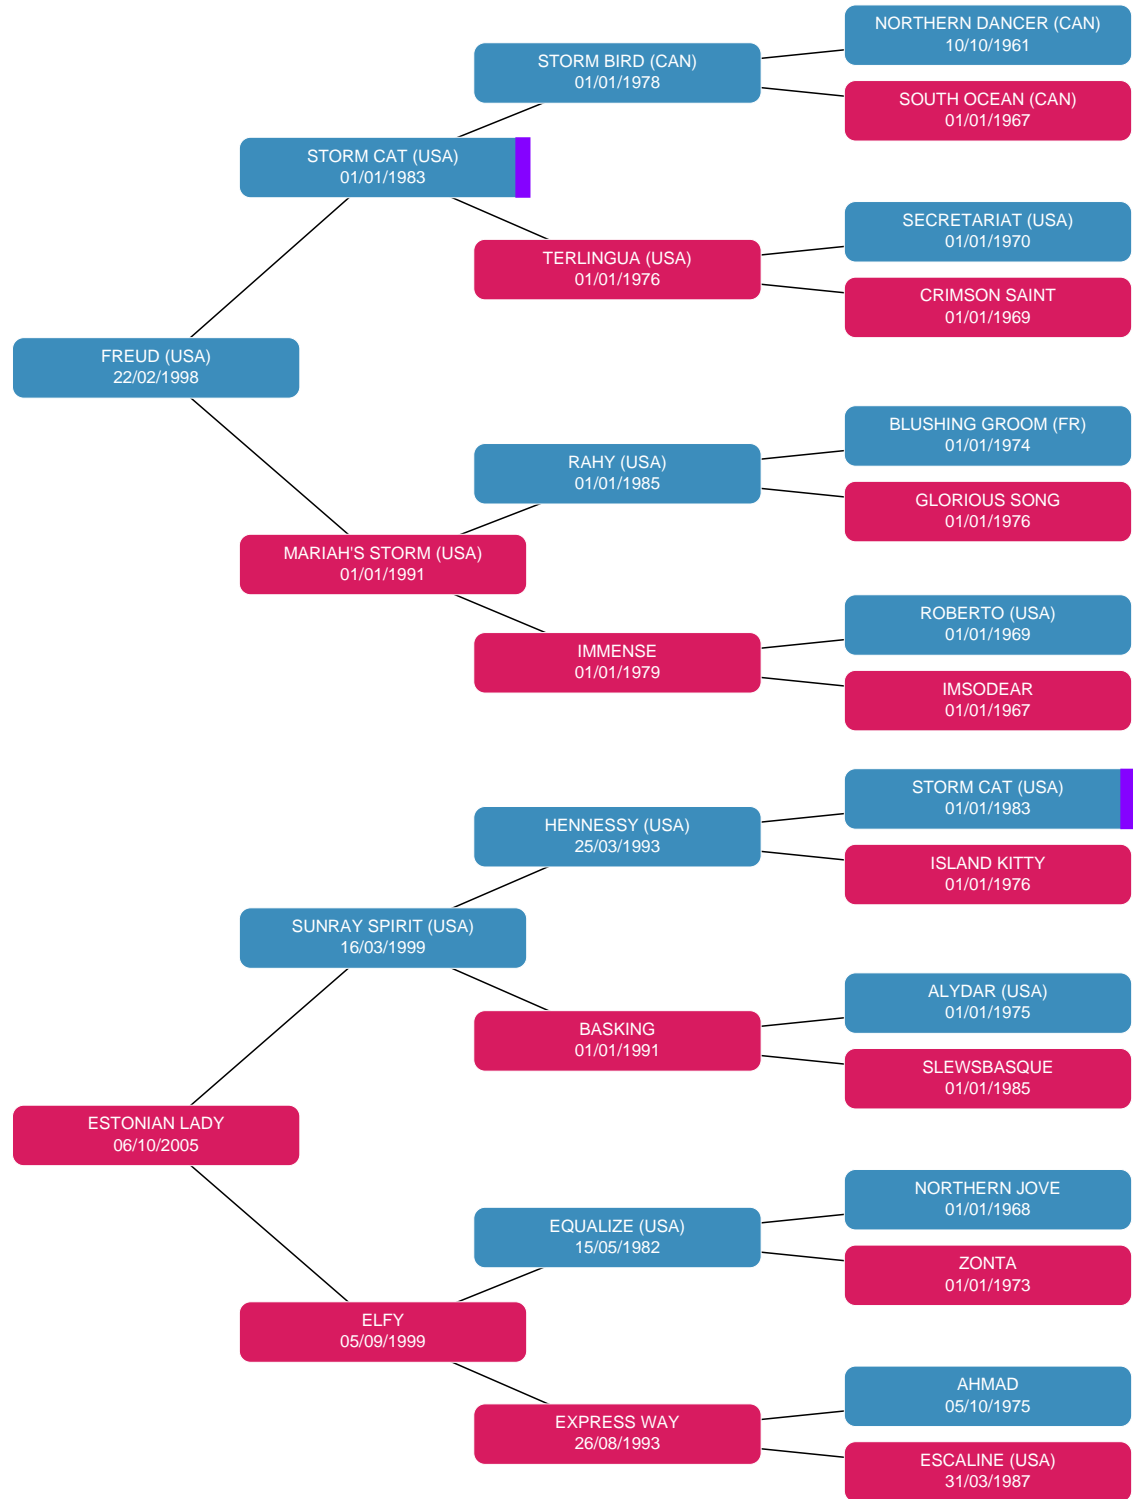 NORTHERN DANCER (CAN)
10/10/1961
STORM BIRD (CAN)
01/01/1978
SOUTH OCEAN (CAN)
01/01/1967
STORM CAT (USA)
01/01/1983
SECRETARIAT (USA)
01/01/1970
TERLINGUA (USA)
01/01/1976
CRIMSON SAINT
01/01/1969
FREUD (USA)
22/02/1998
BLUSHING GROOM (FR)
01/01/1974
RAHY (USA)
01/01/1985
GLORIOUS SONG
01/01/1976
MARIAH'S STORM (USA)
01/01/1991
ROBERTO (USA)
01/01/1969
IMMENSE
01/01/1979
IMSODEAR
01/01/1967
STORM CAT (USA)
01/01/1983
HENNESSY (USA)
25/03/1993
ISLAND KITTY
01/01/1976
SUNRAY SPIRIT (USA)
16/03/1999
ALYDAR (USA)
01/01/1975
BASKING
01/01/1991
SLEWSBASQUE
01/01/1985
ESTONIAN LADY
06/10/2005
NORTHERN JOVE
01/01/1968
EQUALIZE (USA)
15/05/1982
ZONTA
01/01/1973
ELFY
05/09/1999
AHMAD
05/10/1975
EXPRESS WAY
26/08/1993
ESCALINE (USA)
31/03/1987